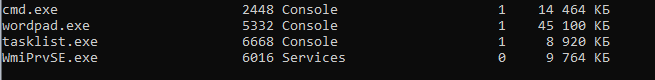 cmd.exe 2448 Console 1 14 464 КБ
wordpad.exe 5332 Console 1 45 100 КБ
tasklist.exe 6668 Console 1 8 920 КБ
WmiPrvSE.exe 6016 Services 0 9 764 КБ